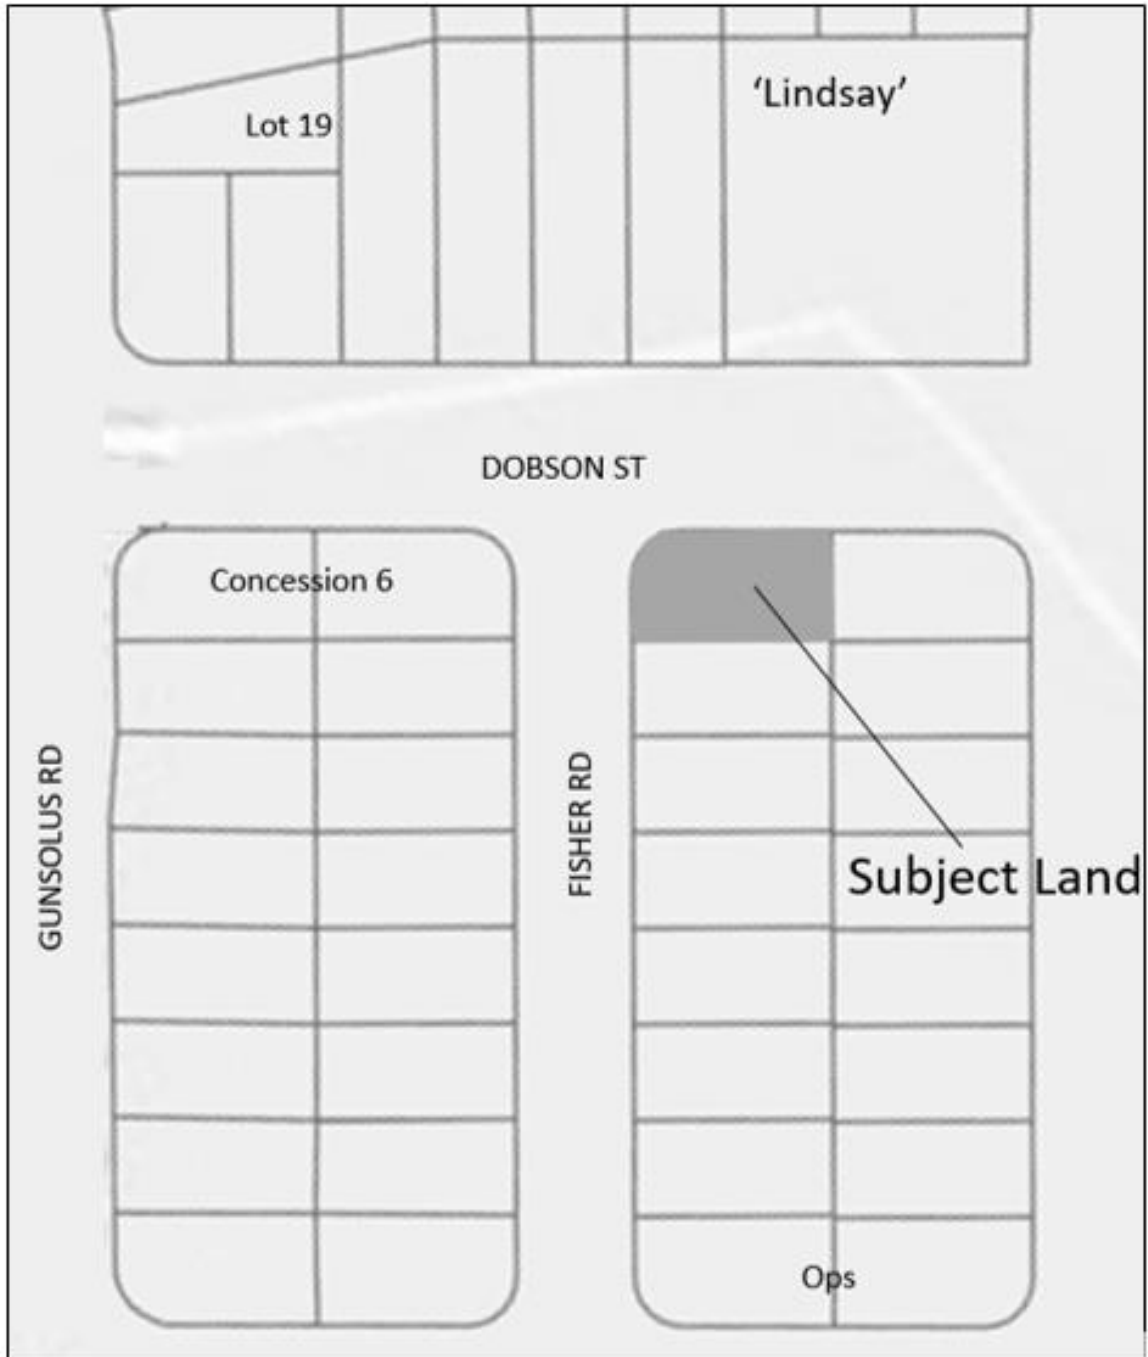 'Lindsay'
Lot 19
DOBSON ST
Concession 6
GUNSOLUS RD
FISHER RD
Subject Land
Ops